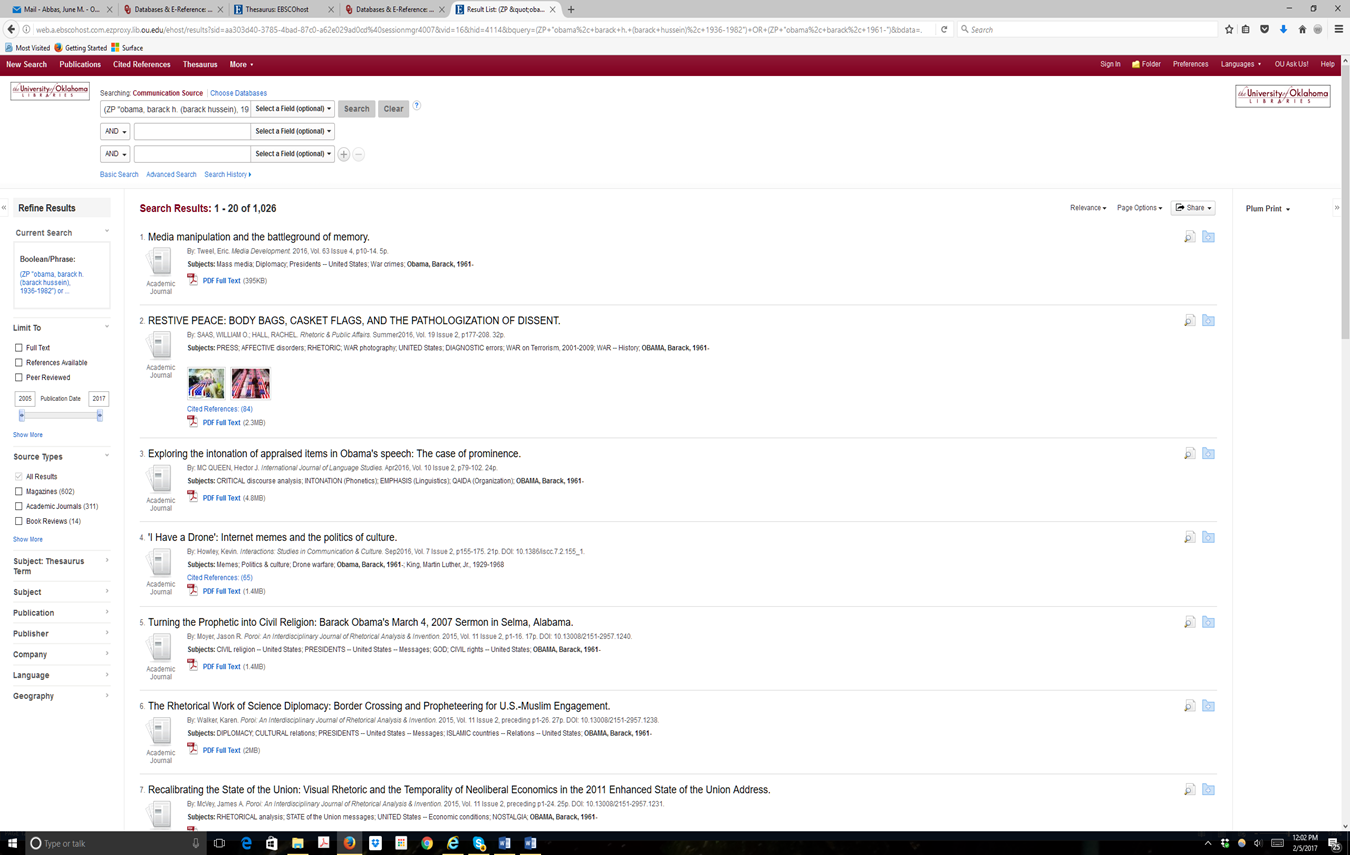 Mail - Abbas, June M. - O...
Databases & E-Reference: ...
Thesaurus: EBSCOhost
Databases & E-Reference: ...
Result List: (ZP &quot;oba...
web.a.ebscohost.com.ezproxy.lib.ou.edu/ehost/results?sid=aa303d40-3785-4bad-87c0-a62e029ad0cd%40sessionmgr4007&vid=16&hid=4114&bquery=(ZP+"obama%2c+barack+h.+(barack+hussein)%2c+1936-1982")+OR+(ZP+"obama%2c+barack%2c+1961-")&bdata=...
Search
Most Visited Getting Started Surface
New Search Publications Cited References Thesaurus More
Sign In Folder Preferences Languages OU Ask Us! Help
the University of Oklahoma
LIBRARIES
the University of Oklahoma
LIBRARIES
Searching: Communication Source Choose Databases
(ZP "obama, barack h. (barack hussein), 19 Select a Field (optional) Search Clear ?
AND Select a Field (optional)
AND Select a Field (optional)
Basic Search Advanced Search Search History
Refine Results
Current Search
Boolean/Phrase:
(ZP "obama, barack h.
(barack hussein),
1936-1982") or ...
Limit To
Full Text
References Available
Peer Reviewed
2005 Publication Date 2017
Show More
Source Types
All Results
Magazines (602)
Academic Journals (311)
Book Reviews (14)
Show More
Subject: Thesaurus
Term
Subject
Publication
Publisher
Company
Language
Geography
Search Results: 1 - 20 of 1,026
Relevance Page Options Share
Plum Print
1. Media manipulation and the battleground of memory.
By: Tweel, Eric. Media Development. 2016, Vol. 63 Issue 4, p10-14. 5p.
Subjects: Mass media; Diplomacy; Presidents -- United States; War crimes; Obama, Barack, 1961-
PDF Full Text (395KB)
Academic
Journal
2. RESTIVE PEACE: BODY BAGS, CASKET FLAGS, AND THE PATHOLOGIZATION OF DISSENT.
By: SAAS, WILLIAM O.; HALL, RACHEL. Rhetoric & Public Affairs. Summer2016, Vol. 19 Issue 2, p177-208. 32p.
Subjects: PRESS; AFFECTIVE disorders; RHETORIC; WAR photography; UNITED States; DIAGNOSTIC errors; WAR on Terrorism, 2001-2009; WAR -- History; OBAMA, Barack, 1961-
Academic
Journal
Cited References: (84)
PDF Full Text (2.3MB)
3. Exploring the intonation of appraised items in Obama's speech: The case of prominence.
By: MC QUEEN, Hector J. International Journal of Language Studies. Apr2016, Vol. 10 Issue 2, p79-102. 24p.
Subjects: CRITICAL discourse analysis; INTONATION (Phonetics); EMPHASIS (Linguistics); QAIDA (Organization); OBAMA, Barack, 1961-
PDF Full Text (4.8MB)
Academic
Journal
4. 'I Have a Drone': Internet memes and the politics of culture.
By: Howley, Kevin. Interactions: Studies in Communication & Culture. Sep2016, Vol. 7 Issue 2, p155-175. 21p. DOI: 10.1386/iscc.7.2.155_1.
Subjects: Memes; Politics & culture; Drone warfare; Obama, Barack, 1961-; King, Martin Luther, Jr., 1929-1968
Cited References: (65)
PDF Full Text (1.4MB)
Academic
Journal
5. Turning the Prophetic into Civil Religion: Barack Obama's March 4, 2007 Sermon in Selma, Alabama.
By: Moyer, Jason R. Poroi: An Interdisciplinary Journal of Rhetorical Analysis & Invention. 2015, Vol. 11 Issue 2, p1-16. 17p. DOI: 10.13008/2151-2957.1240.
Subjects: CIVIL religion -- United States; PRESIDENTS -- United States -- Messages; GOD; CIVIL rights -- United States; OBAMA, Barack, 1961-
PDF Full Text (1.4MB)
Academic
Journal
6. The Rhetorical Work of Science Diplomacy: Border Crossing and Propheteering for U.S.-Muslim Engagement.
By: Walker, Karen. Poroi: An Interdisciplinary Journal of Rhetorical Analysis & Invention. 2015, Vol. 11 Issue 2, preceding p1-26. 27p. DOI: 10.13008/2151-2957.1238.
Subjects: DIPLOMACY; CULTURAL relations; PRESIDENTS -- United States -- Messages; ISLAMIC countries -- Relations -- United States; OBAMA, Barack, 1961-
PDF Full Text (2MB)
Academic
Journal
7. Recalibrating the State of the Union: Visual Rhetoric and the Temporality of Neoliberal Economics in the 2011 Enhanced State of the Union Address.
By: McVey, James A. Poroi: An Interdisciplinary Journal of Rhetorical Analysis & Invention. 2015, Vol. 11 Issue 2, preceding p1-24. 25p. DOI: 10.13008/2151-2957.1231.
Subjects: RHETORICAL analysis; STATE of the Union messages; UNITED States -- Economic conditions; NOSTALGIA; OBAMA, Barack, 1961-
Type or talk
12:02 PM
2/5/2017
25